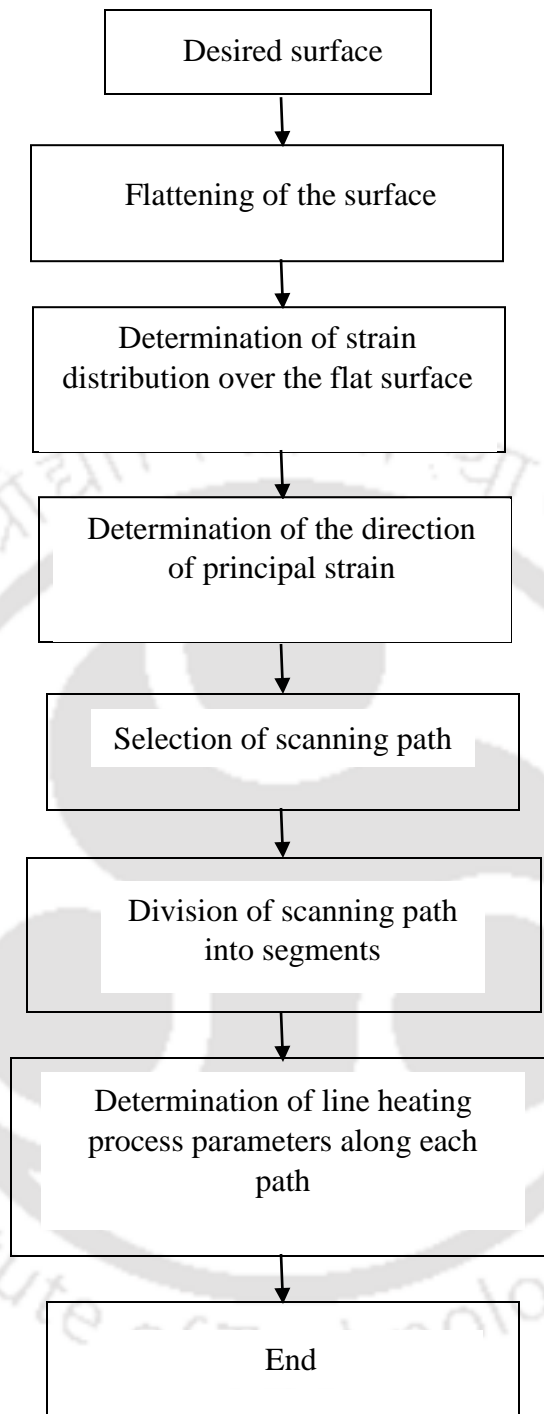 Desired surface
Flattening of the surface
Determination of strain
distribution over the flat surface
Determination of the direction
of principal strain
Selection of scanning path
Division of scanning path
into segments
Determination of line heating
process parameters along each
path
End